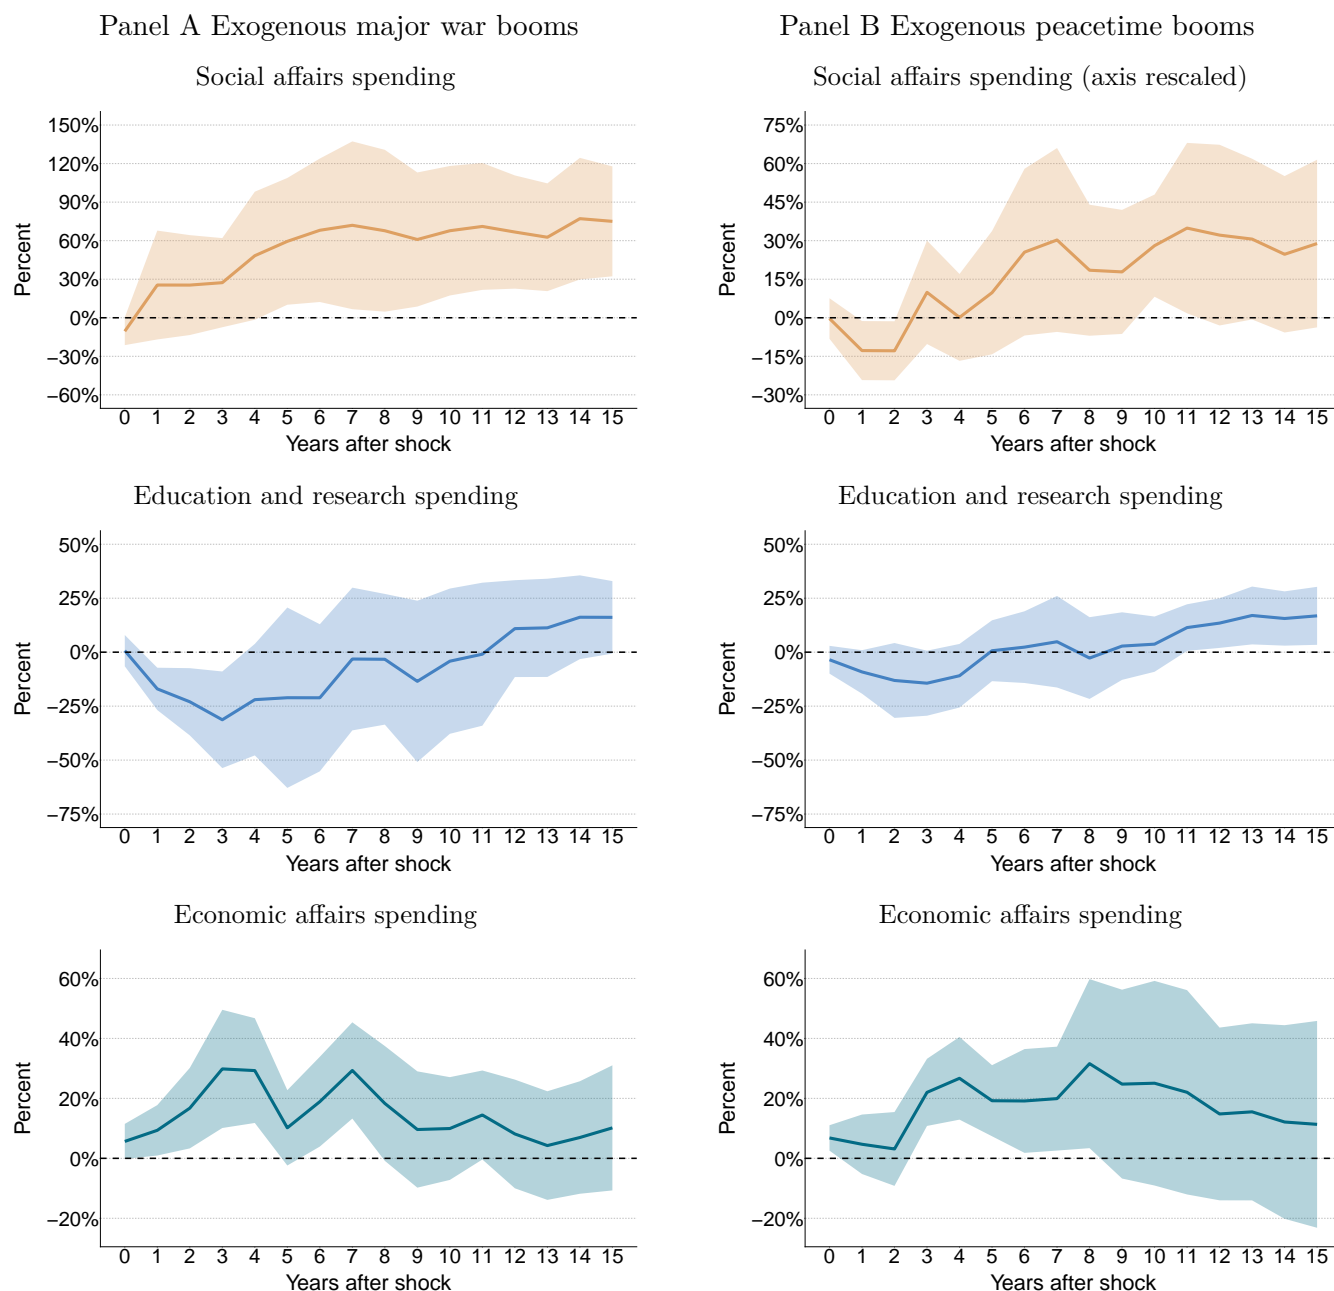 Panel A Exogenous major war booms
Panel B Exogenous peacetime booms
Social affairs spending
150%
120%
90%
60%
30%
0%
−30%
−60%
Percent
0 1 2 3 4 5 6 7 8 9 10 11 12 13 14 15
Years after shock
Social affairs spending (axis rescaled)
75%
60%
45%
30%
15%
0%
−15%
−30%
Percent
0 1 2 3 4 5 6 7 8 9 10 11 12 13 14 15
Years after shock
Education and research spending
50%
25%
0%
−25%
−50%
−75%
Percent
0 1 2 3 4 5 6 7 8 9 10 11 12 13 14 15
Years after shock
Education and research spending
50%
25%
0%
−25%
−50%
−75%
Percent
0 1 2 3 4 5 6 7 8 9 10 11 12 13 14 15
Years after shock
Economic affairs spending
60%
40%
20%
0%
−20%
Percent
0 1 2 3 4 5 6 7 8 9 10 11 12 13 14 15
Years after shock
Economic affairs spending
60%
40%
20%
0%
−20%
Percent
0 1 2 3 4 5 6 7 8 9 10 11 12 13 14 15
Years after shock